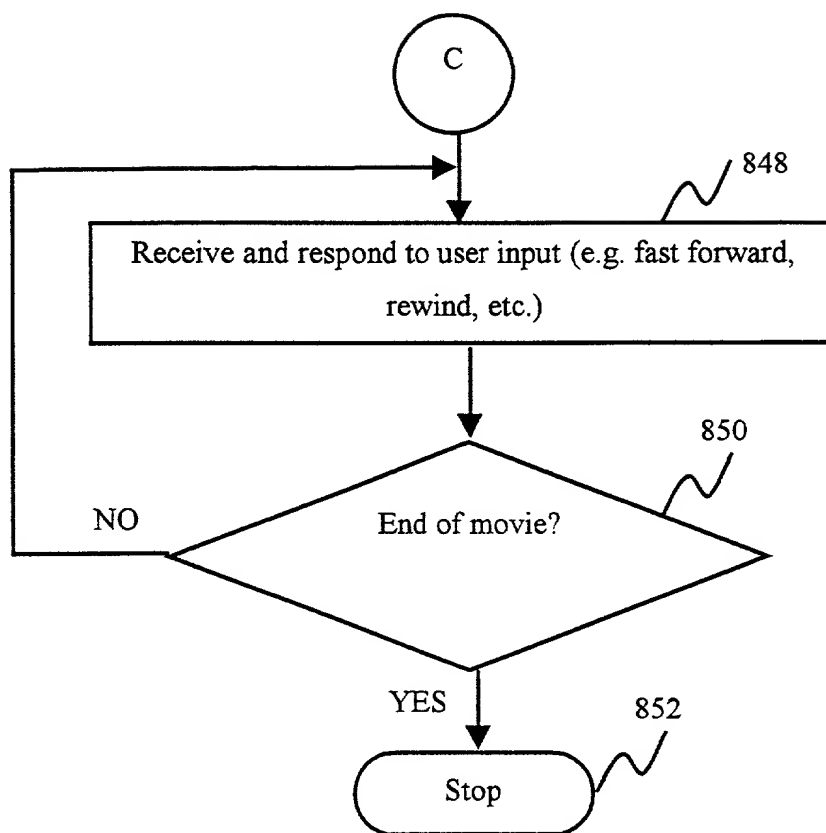 C
848
Receive and respond to user input (e.g. fast forward,
rewind, etc.)
850
End of movie?
NO
YES
852
Stop